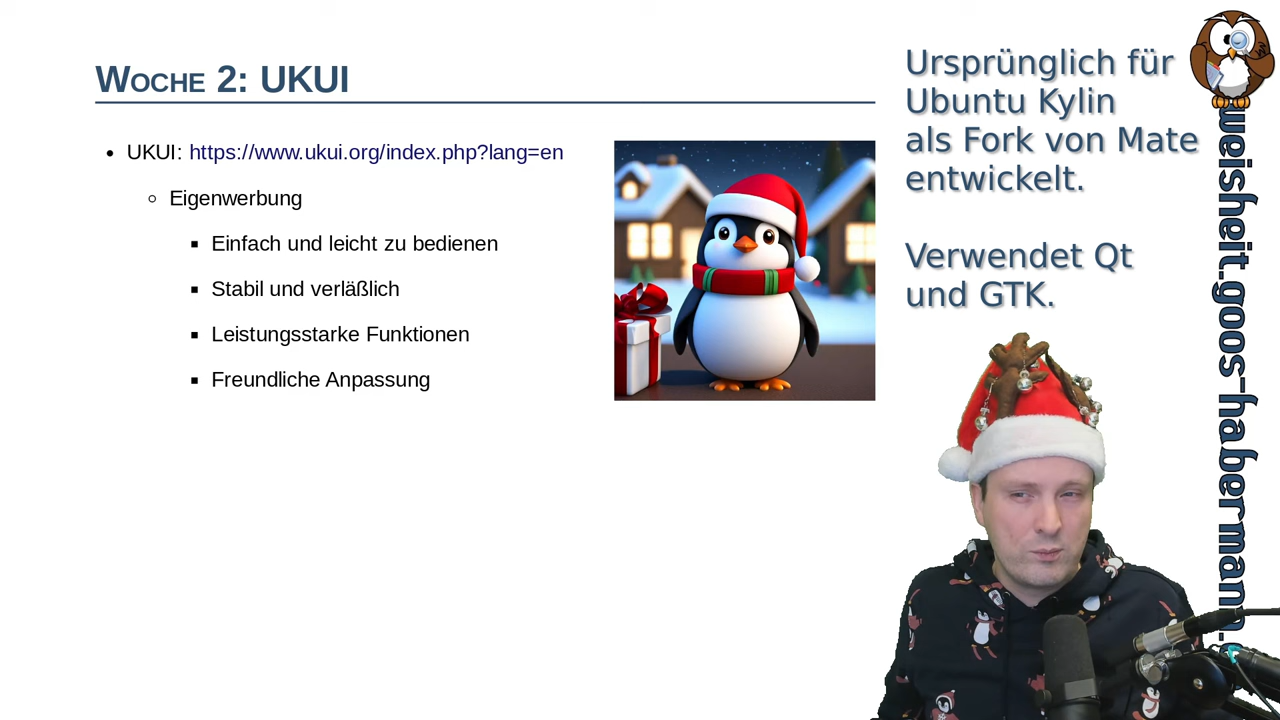 Woche 2: UKUI
UKUI: https://www.ukui.org/index.php?lang=en
Eigenwerbung
Einfach und leicht zu bedienen
Stabil und verläßlich
Leistungsstarke Funktionen
Freundliche Anpassung
Ursprünglich für
Ubuntu Kylin
als Fork von Mate
entwickelt.
Verwendet Qt
und GTK.
weisheit.goos-habermann.